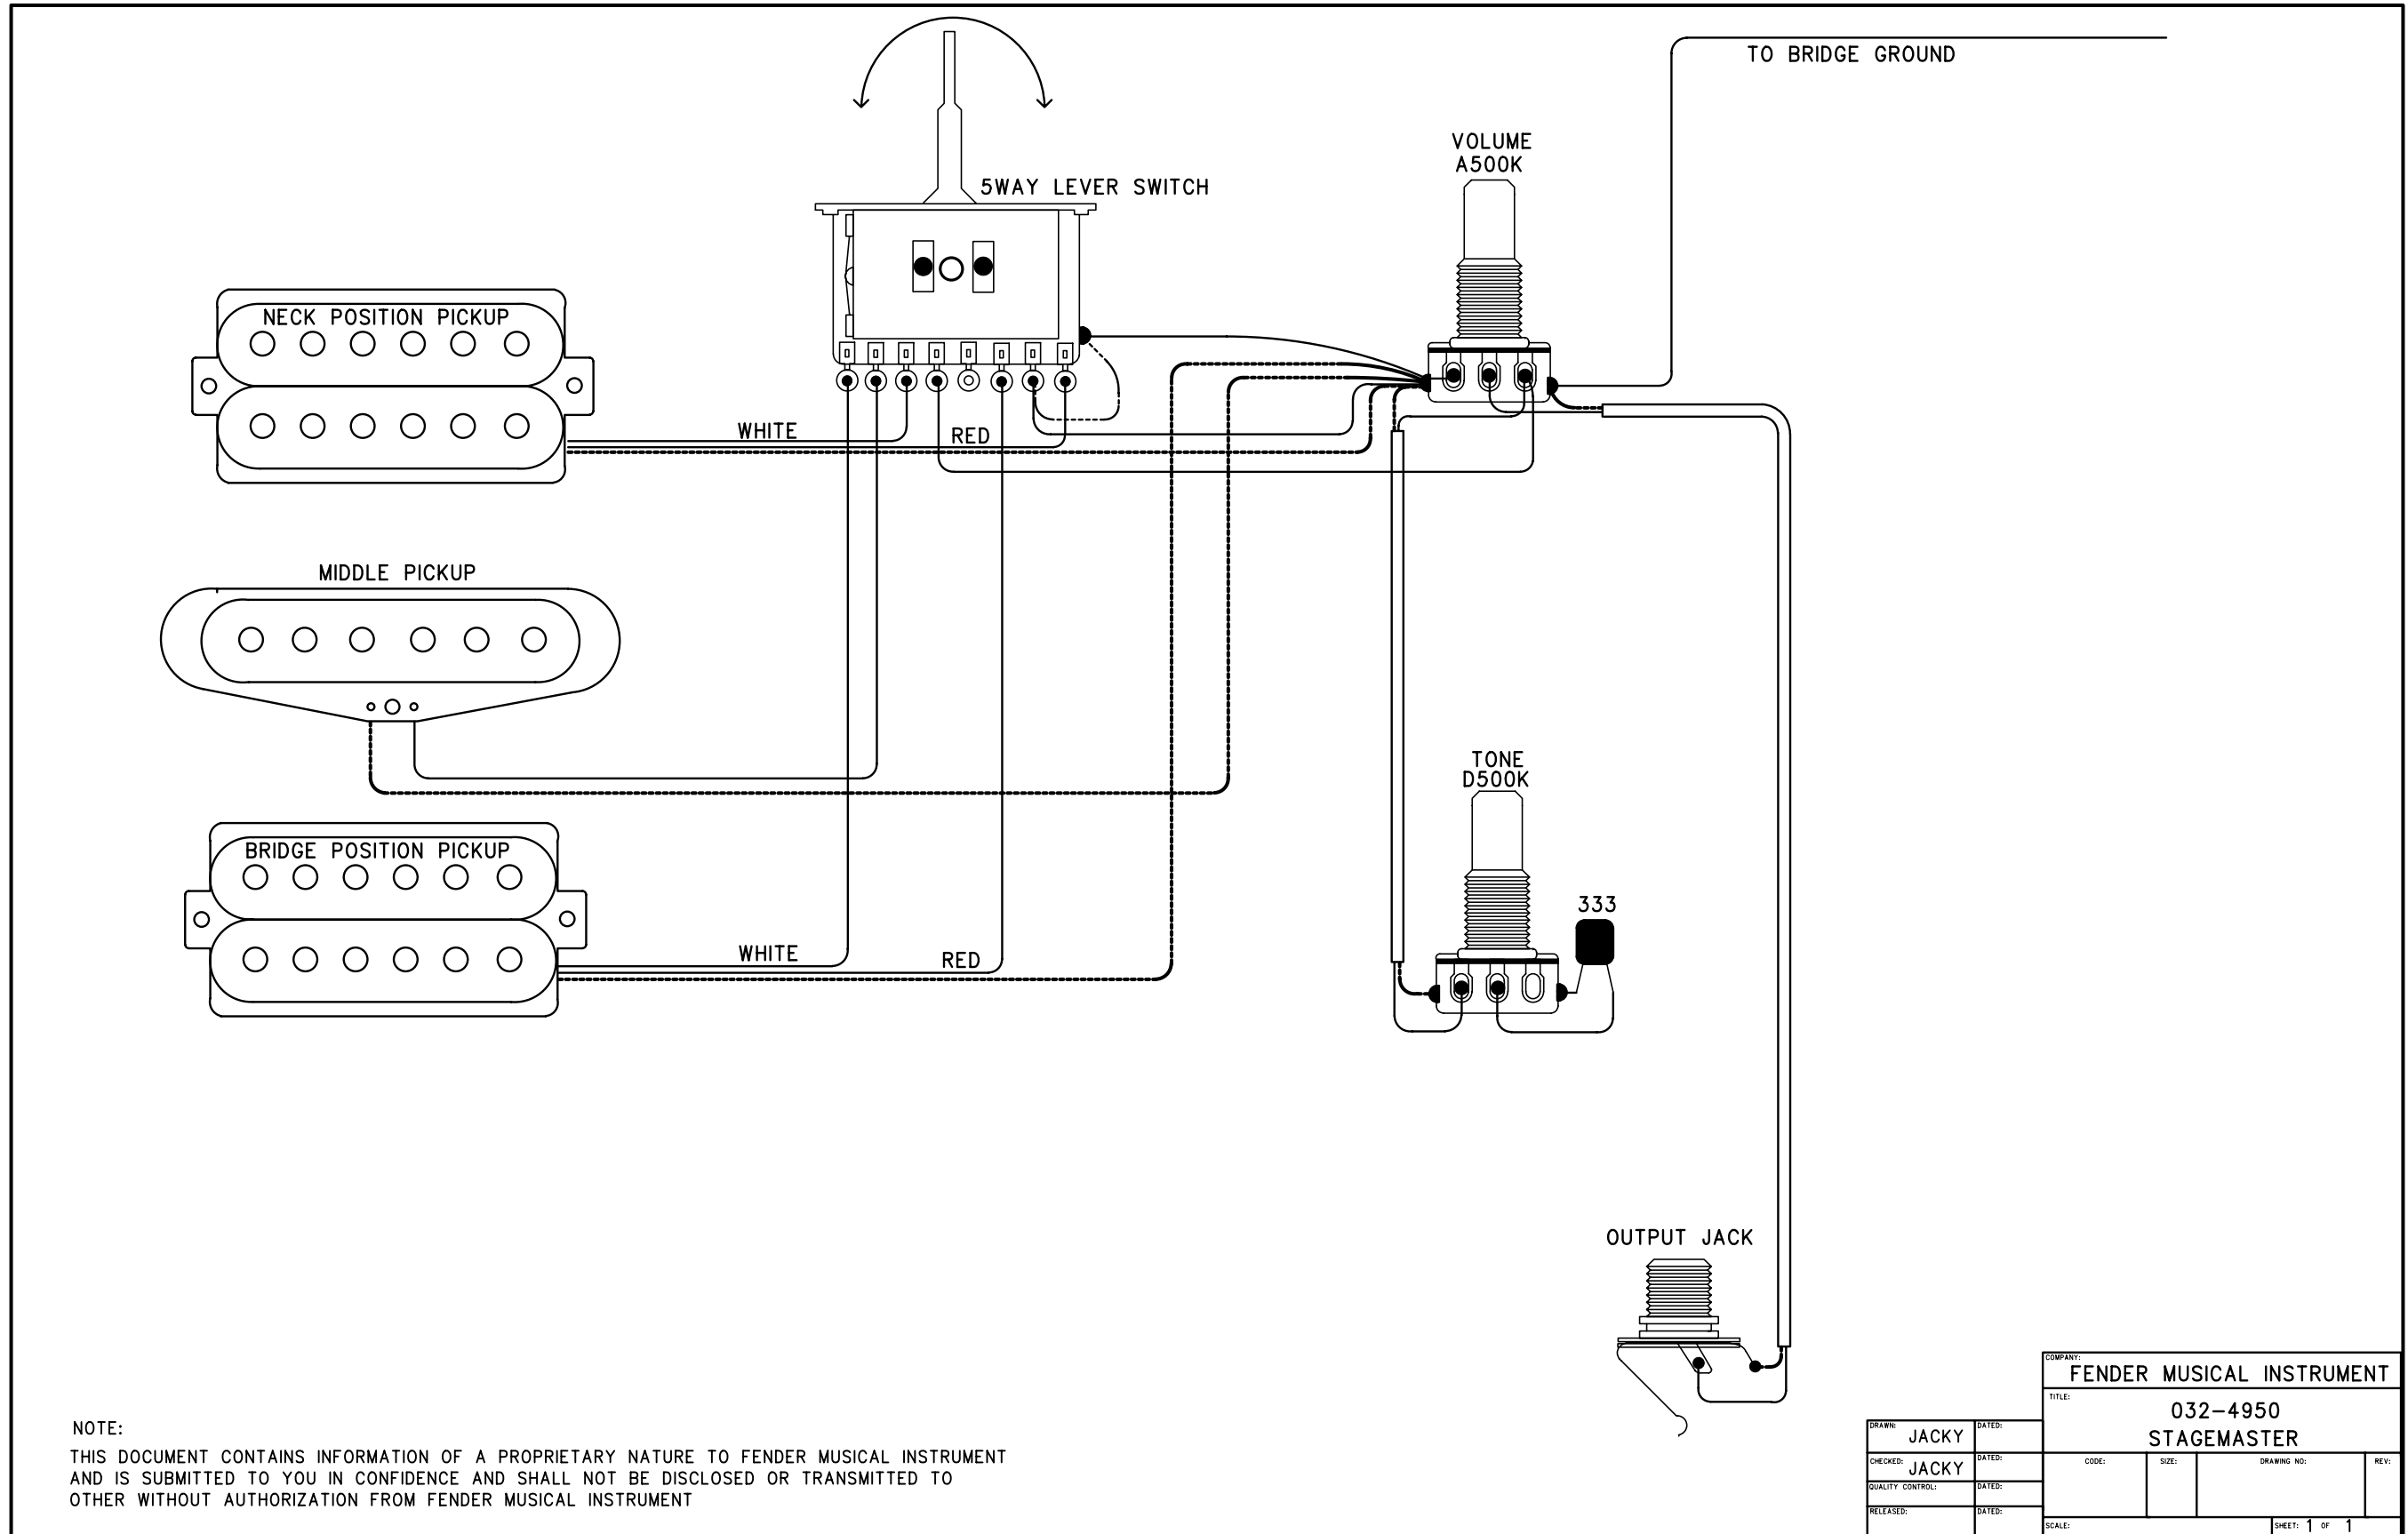 TO BRIDGE GROUND
VOLUME
A500K
5WAY LEVER SWITCH
NECK POSITION PICKUP
WHITE
RED
MIDDLE PICKUP
TONE
D500K
BRIDGE POSITION PICKUP
333
WHITE
RED
OUTPUT JACK
NOTE:
THIS DOCUMENT CONTAINS INFORMATION OF A PROPRIETARY NATURE TO FENDER MUSICAL INSTRUMENT
AND IS SUBMITTED TO YOU IN CONFIDENCE AND SHALL NOT BE DISCLOSED OR TRANSMITTED TO
OTHER WITHOUT AUTHORIZATION FROM FENDER MUSICAL INSTRUMENT
COMPANY:
FENDER MUSICAL INSTRUMENT
TITLE:
032-4950
STAGEMASTER
DRAWN: JACKY DATED:
CHECKED: JACKY DATED:
QUALITY CONTROL: DATED:
RELEASED: DATED:
CODE: SIZE: DRAWING NO: REV:
SCALE: SHEET: 1 OF 1